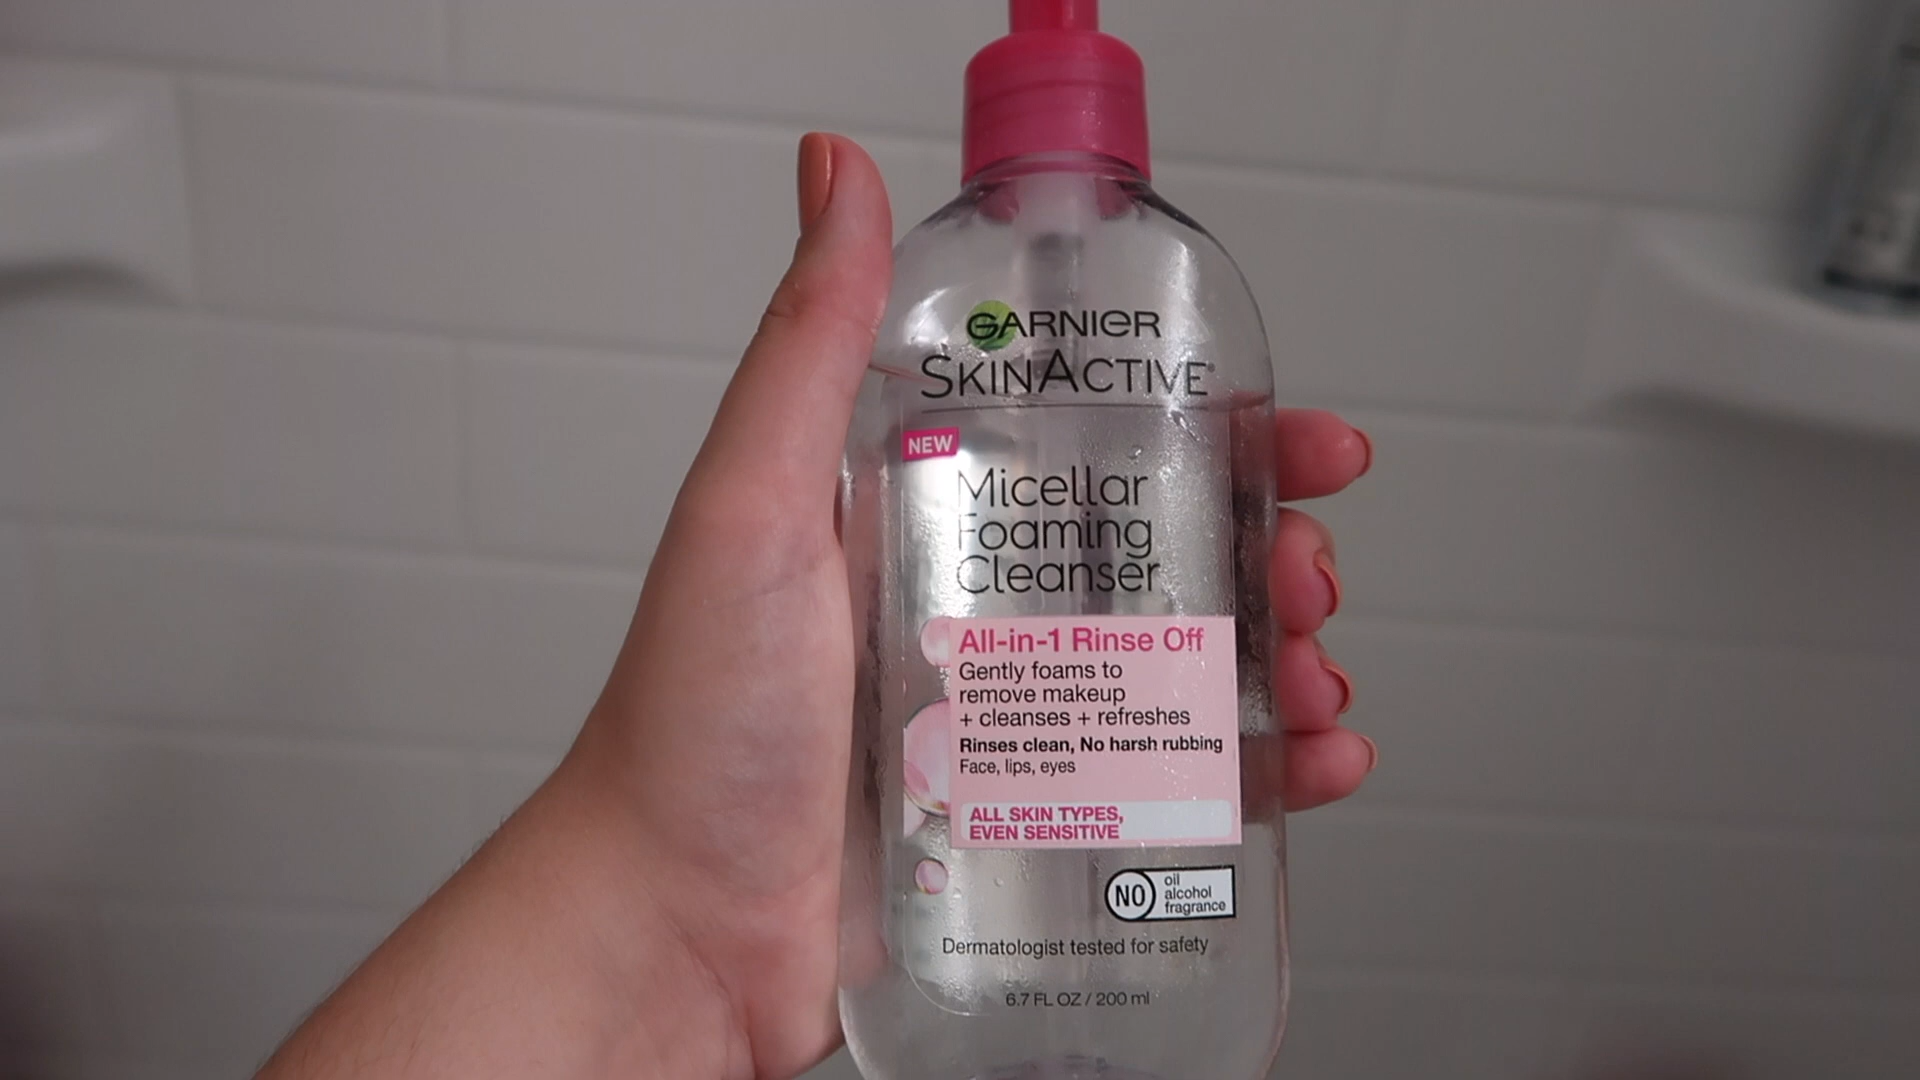 GARNIER
SKINACTIVE®
NEW
Micellar
Foaming
Cleanser
All-in-1 Rinse Off
Gently foams to
remove makeup
+ cleanses + refreshes
Rinses clean, No harsh rubbing
Face, lips, eyes
ALL SKIN TYPES,
EVEN SENSITIVE
NO oil
alcohol
fragrance
Dermatologist tested for safety
6.7 FL OZ / 200 ml